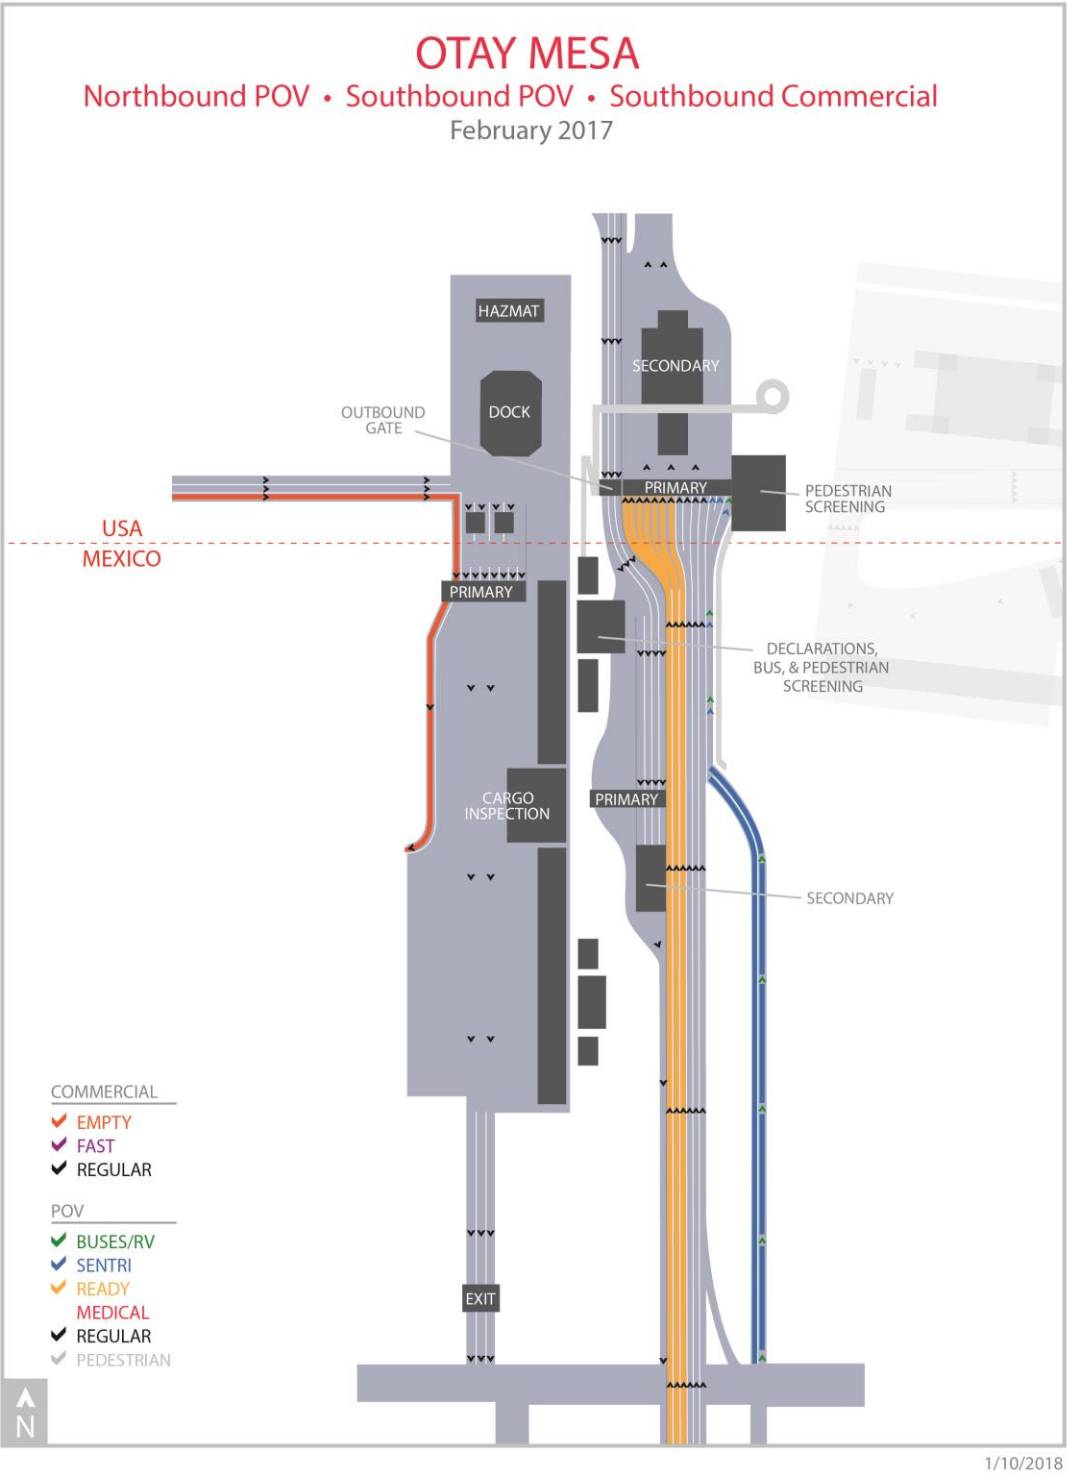 OTAY MESA
Northbound POV • Southbound POV • Southbound Commercial
February 2017
HAZMAT
SECONDARY
DOCK
OUTBOUND
GATE
PRIMARY
PEDESTRIAN
SCREENING
USA
MEXICO
PRIMARY
DECLARATIONS,
BUS, & PEDESTRIAN
SCREENING
CARGO
INSPECTION
PRIMARY
SECONDARY
COMMERCIAL
EMPTY
FAST
REGULAR
POV
BUSES/RV
SENTRI
READY
MEDICAL
REGULAR
PEDESTRIAN
EXIT
N
1/10/2018